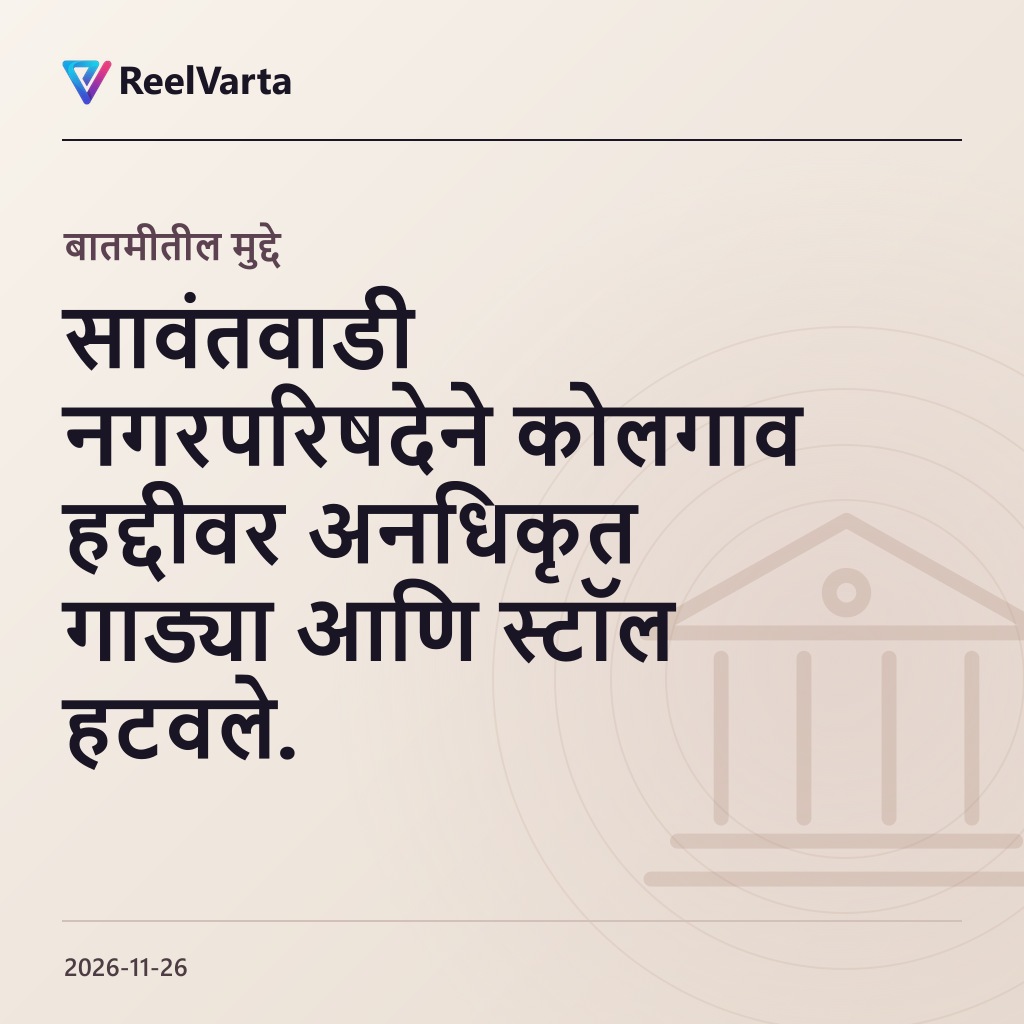 ReelVarta
बातमीतील मुद्दे
सावंतवाडी
नगरपरिषदेने कोलगाव
हद्दीवर अनधिकृत
गाड्या आणि स्टॉल
हटवले.
2026-11-26